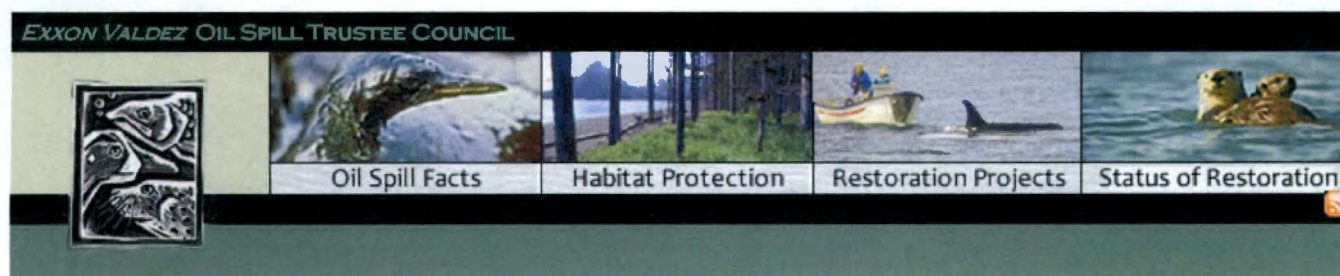 EXXON VALDEZ OIL SPILL TRUSTEE COUNCIL
Oil Spill Facts
Habitat Protection
Restoration Projects
Status of Restoration